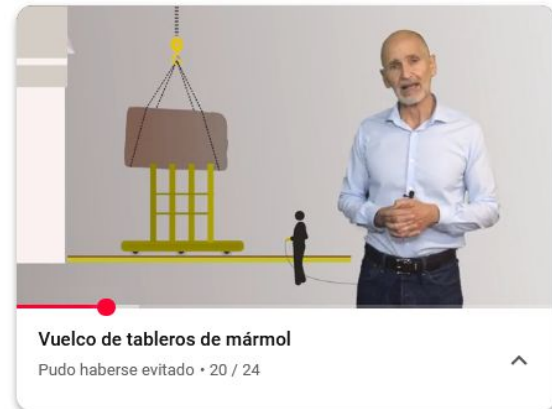 Vuelco de tableros de mármol
Pudo haberse evitado • 20 / 24